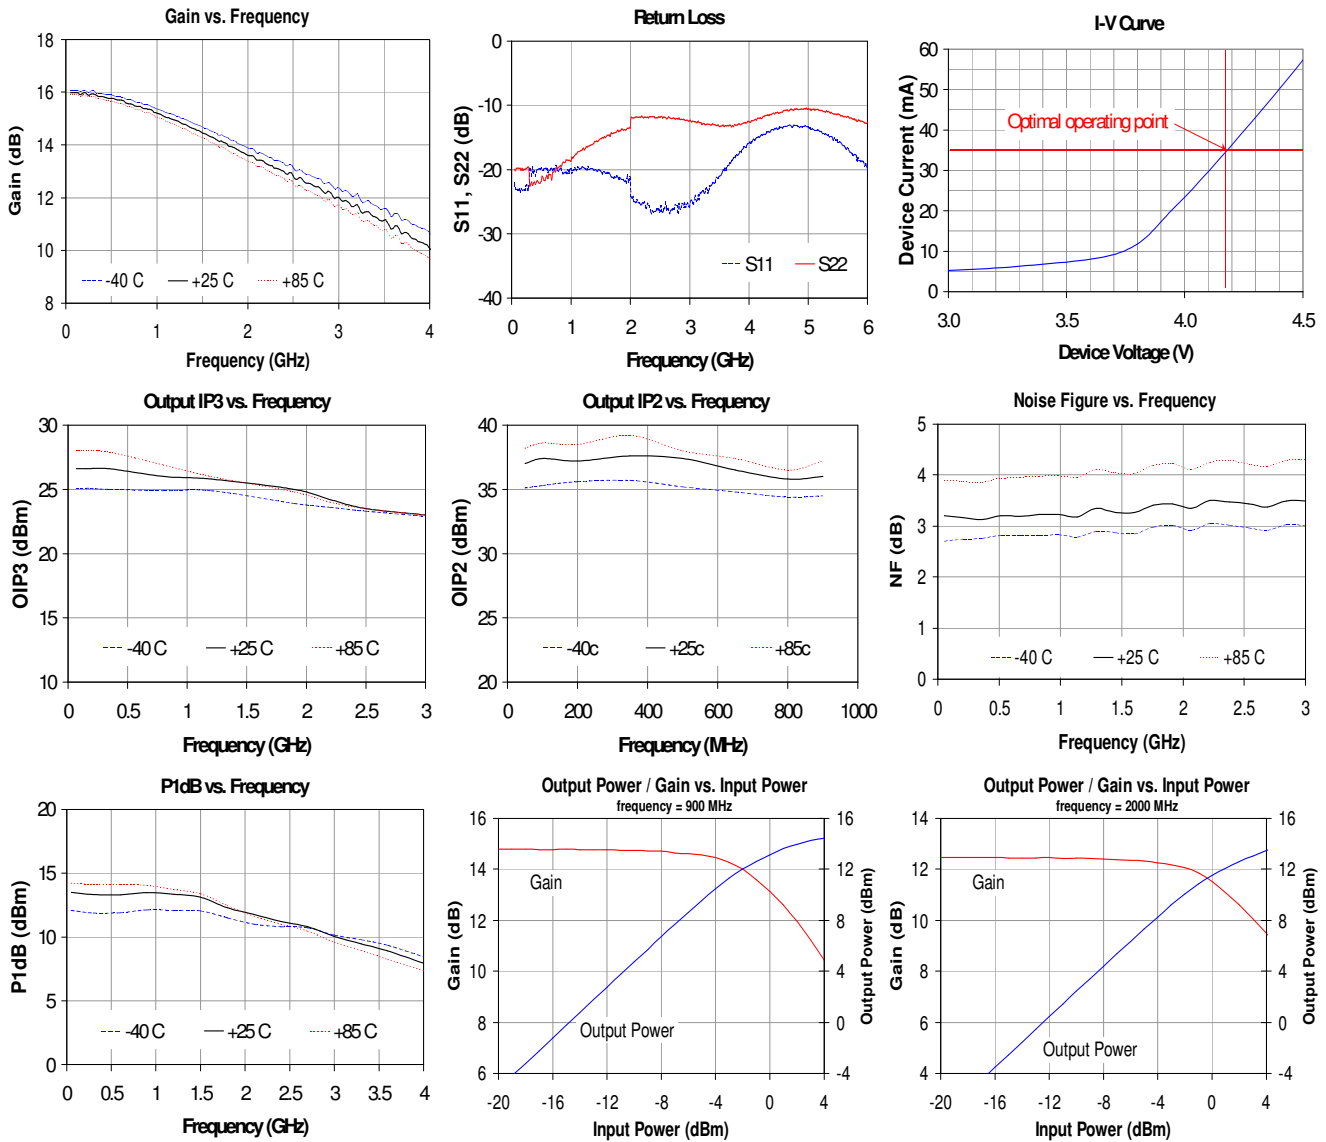 Gain vs. Frequency
18
16
14
12
10
8
Gain (dB)
-40 C
+25 C
+85 C
0 1 2 3 4
Frequency (GHz)
Return Loss
0
-10
-20
-30
-40
S11, S22 (dB)
S11
S22
0 1 2 3 4 5 6
Frequency (GHz)
I-V Curve
60
50
40
30
20
10
0
Device Current (mA)
Optimal operating point
3.0 3.5 4.0 4.5
Device Voltage (V)
Output IP3 vs. Frequency
30
25
20
15
10
OIP3 (dBm)
-40 C
+25 C
+85 C
0 0.5 1 1.5 2 2.5 3
Frequency (GHz)
Output IP2 vs. Frequency
40
35
30
25
20
OIP2 (dBm)
-40c
+25c
+85c
0 200 400 600 800 1000
Frequency (MHz)
Noise Figure vs. Frequency
5
4
3
2
1
0
NF (dB)
-40 C
+25 C
+85 C
0 0.5 1 1.5 2 2.5 3
Frequency (GHz)
P1dB vs. Frequency
20
15
10
5
0
P1dB (dBm)
-40 C
+25 C
+85 C
0 0.5 1 1.5 2 2.5 3 3.5 4
Frequency (GHz)
Output Power / Gain vs. Input Power
frequency = 900 MHz
16
14
12
10
8
6
Gain (dB)
Gain
Output Power
16
12
8
4
0
-4
Output Power (dBm)
-20 -16 -12 -8 -4 0 4
Input Power (dBm)
Output Power / Gain vs. Input Power
frequency = 2000 MHz
14
12
10
8
6
4
Gain (dB)
Gain
Output Power
16
12
8
4
0
-4
Output Power (dBm)
-20 -16 -12 -8 -4 0 4
Input Power (dBm)